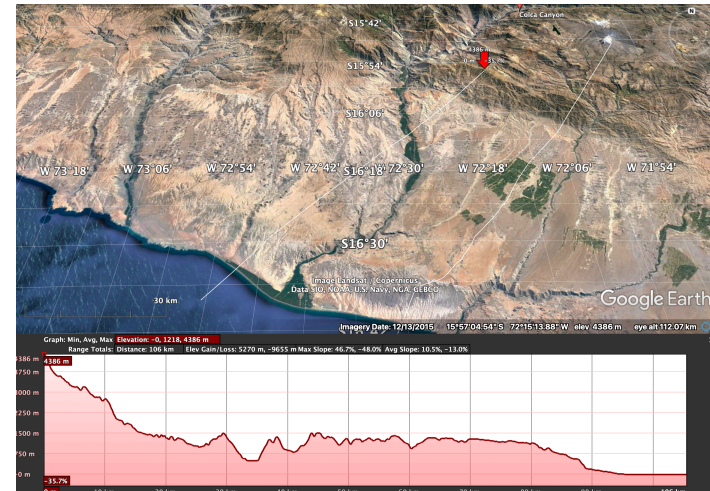 N
Colca Canyon
S15°42'
4386 m
0 m -35.7%
S15°54'
S16°06'
W 73°18' W 73°06' W 72°54' W 72°42' S16°18' W 72°30' W 72°18' W 72°06' W 71°54'
S16°30'
Image Landsat / Copernicus
Data SIO, NOAA, U.S. Navy, NGA, GEBCO
30 km
Google Earth
Imagery Date: 12/13/2015 15°57'04.54" S 72°15'13.88" W elev 4386 m eye alt 112.07 km
Graph: Min, Avg, Max Elevation: -0, 1218, 4386 m
Range Totals: Distance: 106 km Elev Gain/Loss: 5270 m, -9655 m Max Slope: 46.7%, -48.0% Avg Slope: 10.5%, -13.0%
4386 m
4386 m
3750 m
3000 m
2250 m
1500 m
750 m
-0 m
-35.7%